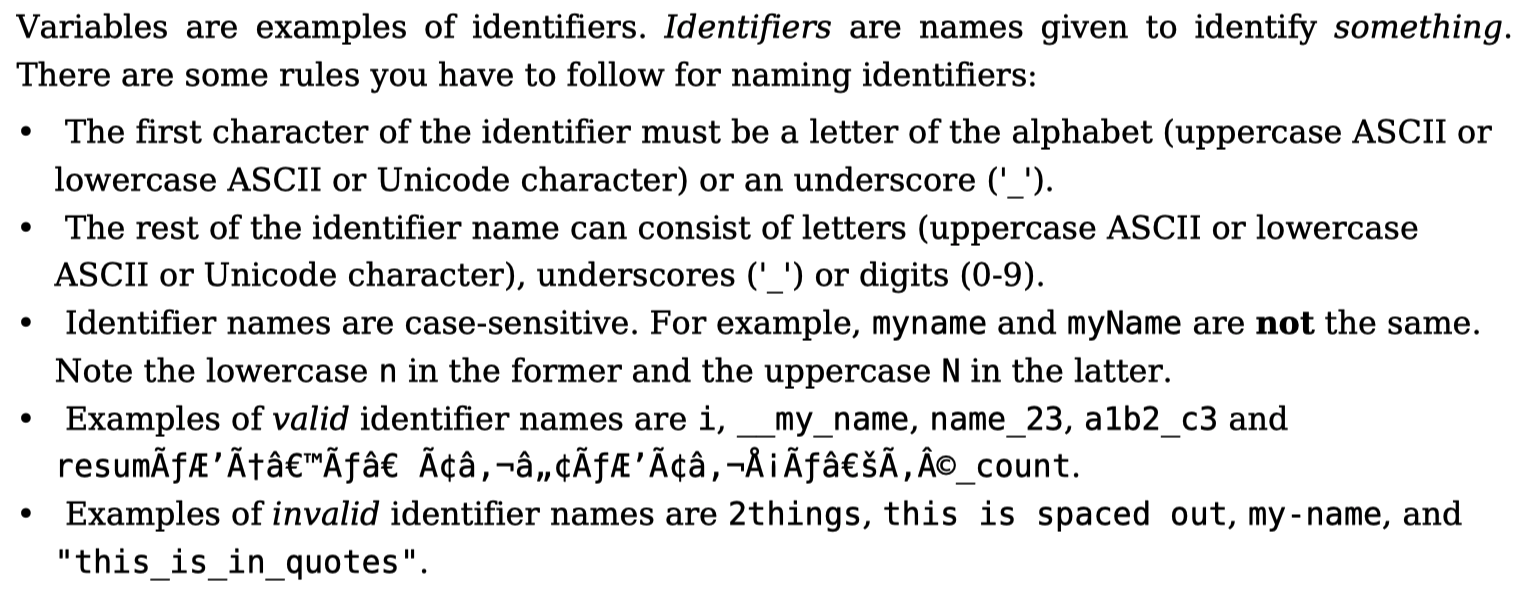 Variables are examples of identifiers. Identifiers are names given to identify something.
There are some rules you have to follow for naming identifiers:
• The first character of the identifier must be a letter of the alphabet (uppercase ASCII or
lowercase ASCII or Unicode character) or an underscore ('_').
• The rest of the identifier name can consist of letters (uppercase ASCII or lowercase
ASCII or Unicode character), underscores ('_') or digits (0-9).
• Identifier names are case-sensitive. For example, myname and myName are not the same.
Note the lowercase n in the former and the uppercase N in the latter.
• Examples of valid identifier names are i, __my_name, name_23, a1b2_c3 and
resumÃƒÆ’Ã†â€™Ãƒâ€ Ã¢â‚¬â„¢ÃƒÆ’Ã¢â‚¬Å¡Ãƒâ€šÃ‚Â©_count.
• Examples of invalid identifier names are 2things, this is spaced out, my-name, and
"this_is_in_quotes".